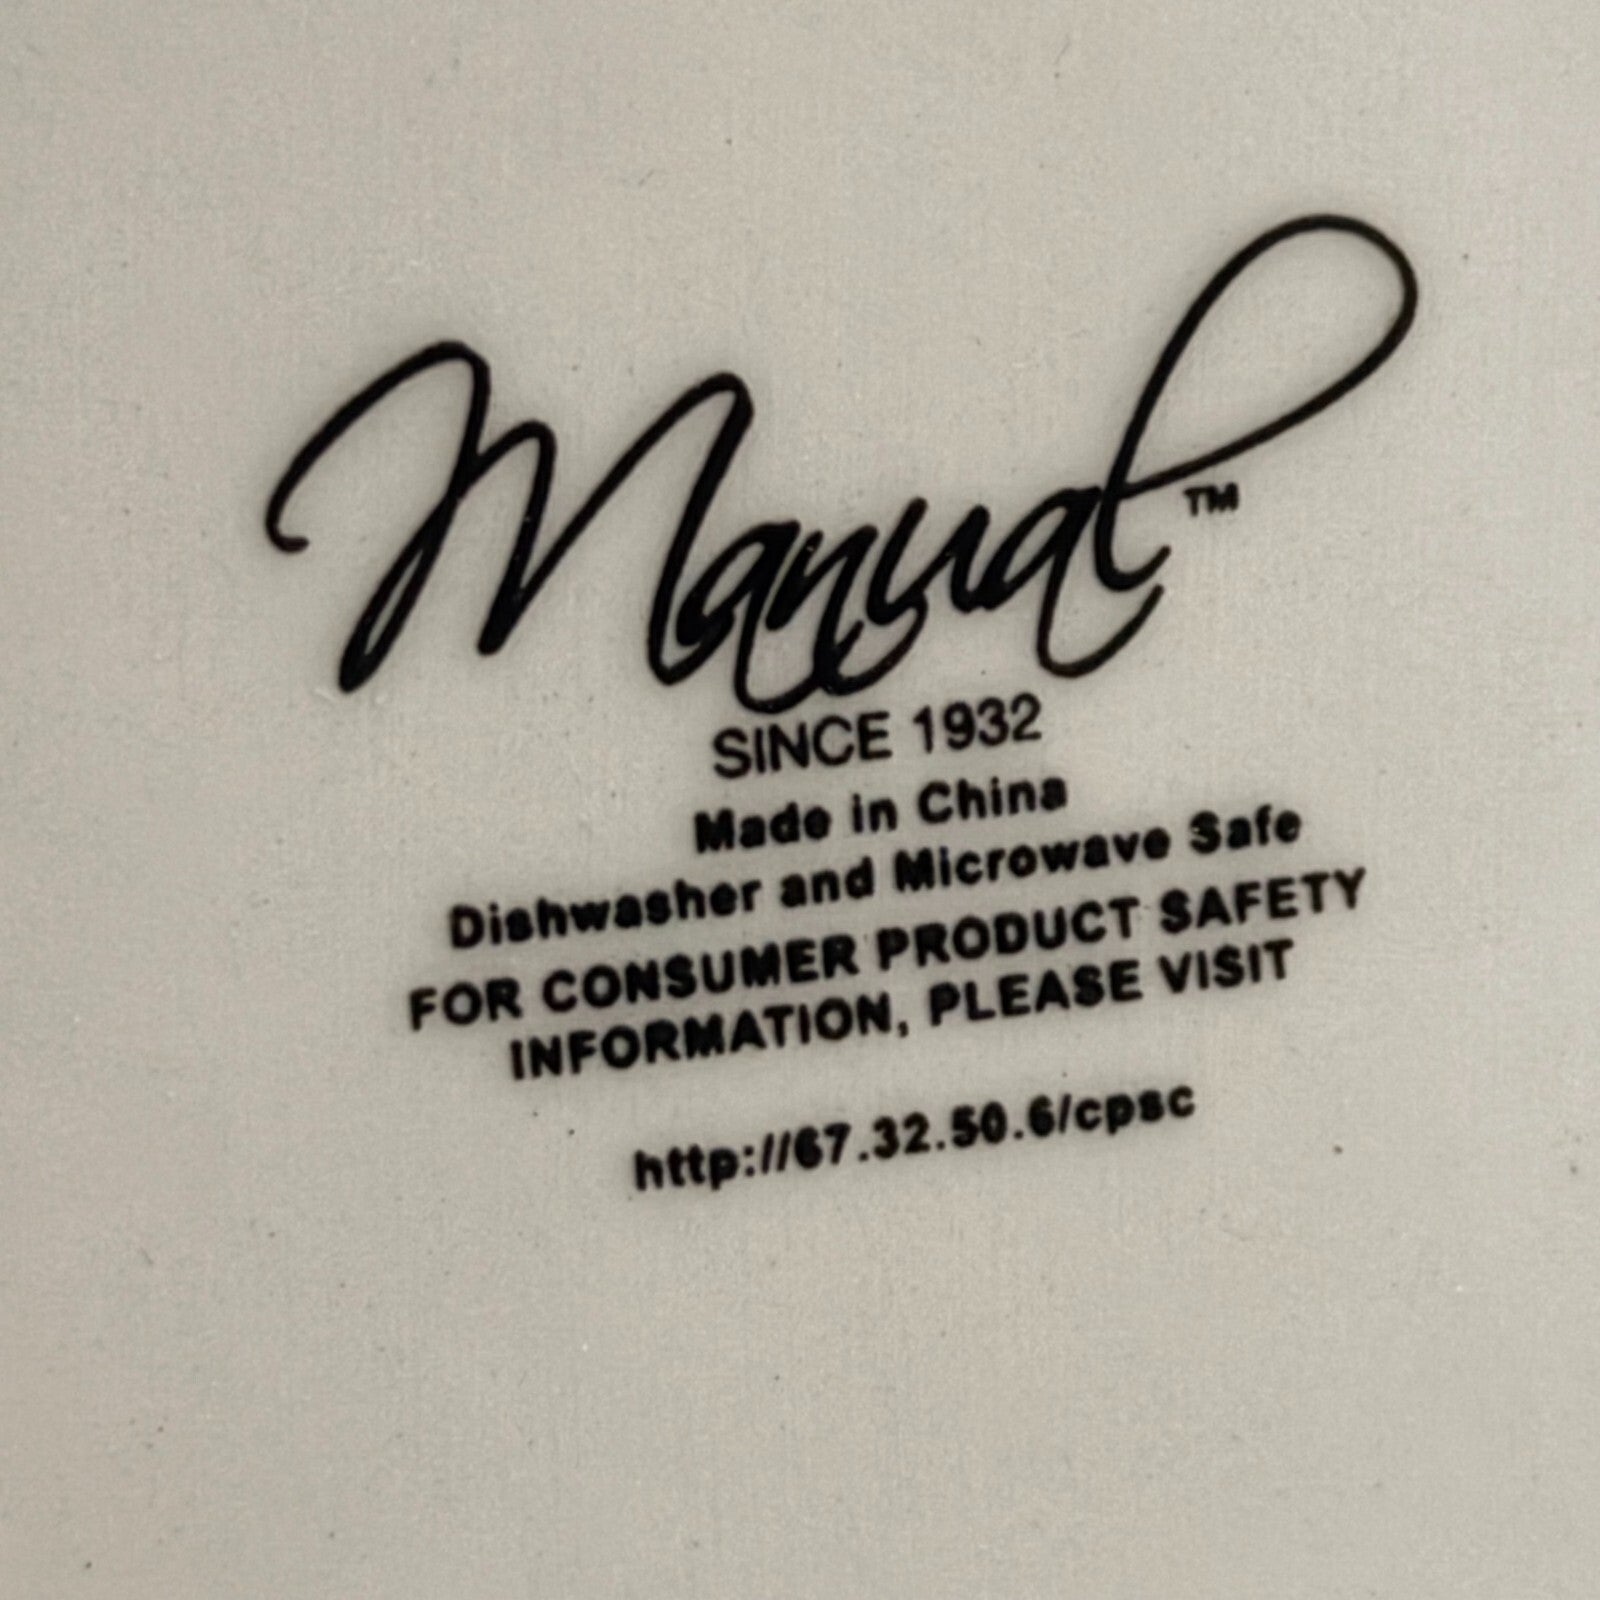 Manual™
SINCE 1932
Made in China
Dishwasher and Microwave Safe
FOR CONSUMER PRODUCT SAFETY
INFORMATION, PLEASE VISIT
http://67.32.50.6/cpsc